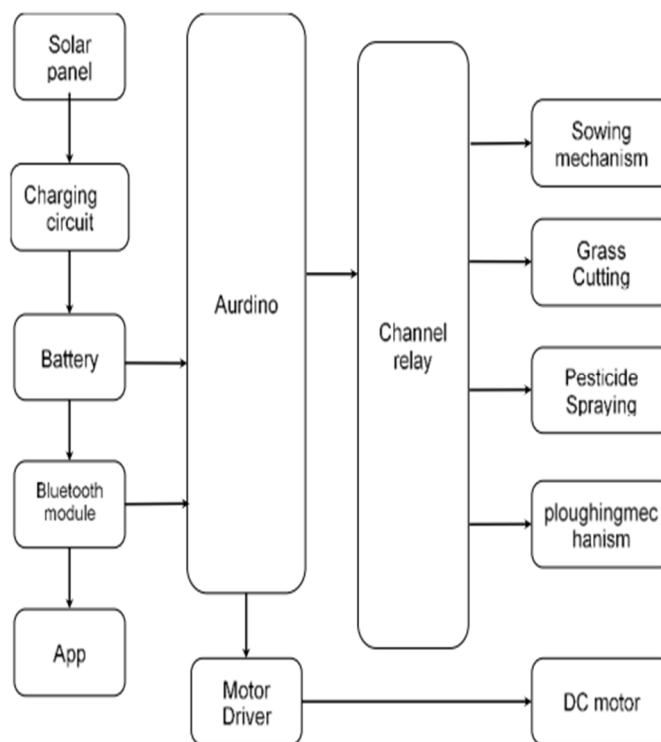 Solar
panel
Charging
circuit
Battery
Bluetooth
module
App
Aurdino
Motor
Driver
Channel
relay
Sowing
mechanism
Grass
Cutting
Pesticide
Spraying
ploughingmec
hanism
DC motor